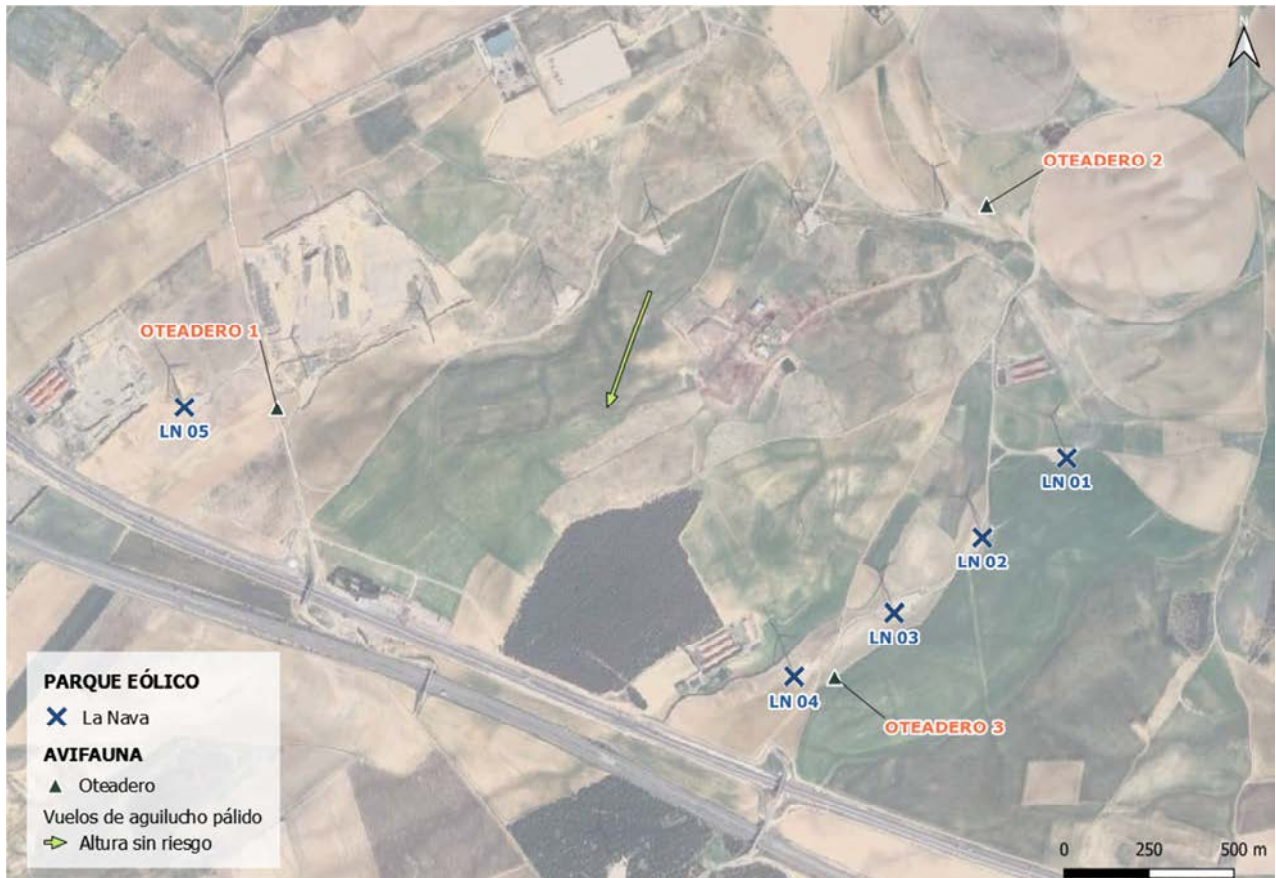 N
OTEADERO 2
OTEADERO 1
LN 05
LN 01
LN 02
LN 03
LN 04
OTEADERO 3
PARQUE EÓLICO
La Nava
AVIFAUNA
Oteadero
Vuelos de aguilucho pálido
Altura sin riesgo
0 250 500 m